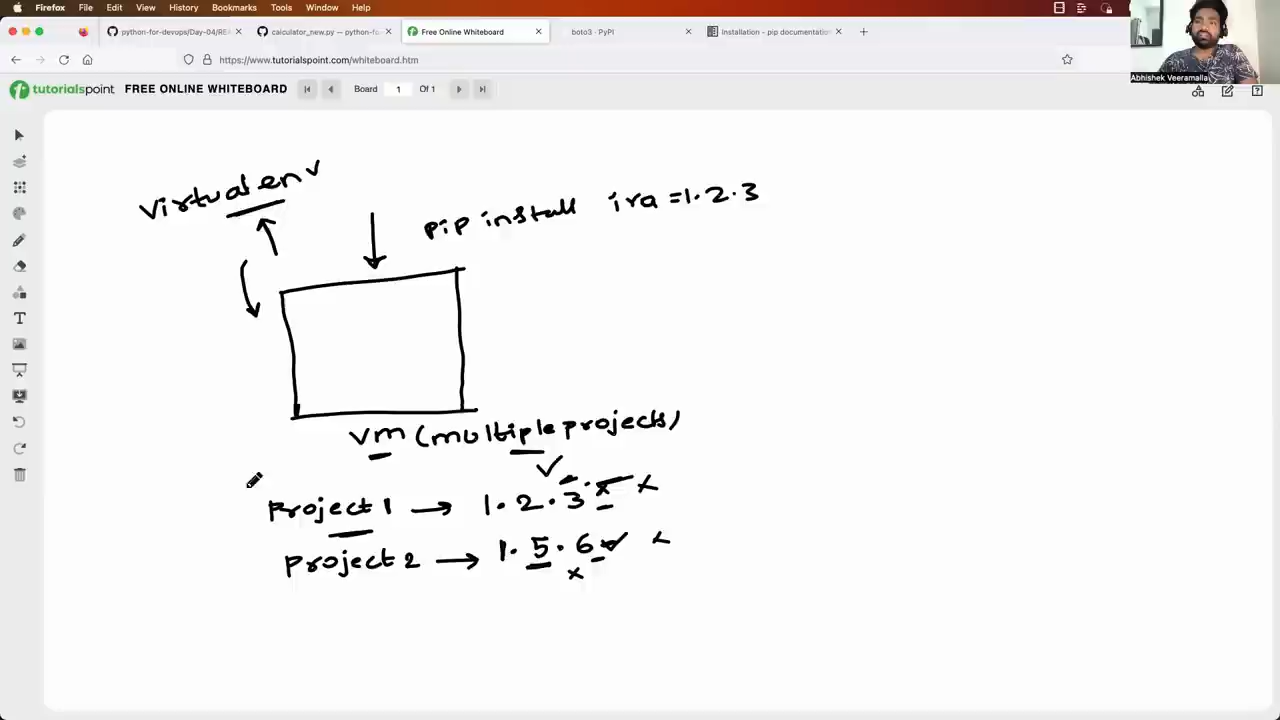 Firefox File Edit View History Bookmarks Tools Window Help
python-for-devops/Day-04/RE
calculator_new.py — python-fo
Free Online Whiteboard
boto3 · PyPI
Installation - pip documentatio
https://www.tutorialspoint.com/whiteboard.htm
Abhishek Veeramalla
tutorialspoint FREE ONLINE WHITEBOARD Board 1 Of 1
Virtual env
pip install ira =1.2.3
vm (multiple projects)
Project 1 → 1.2.3
project 2 → 1.5.6